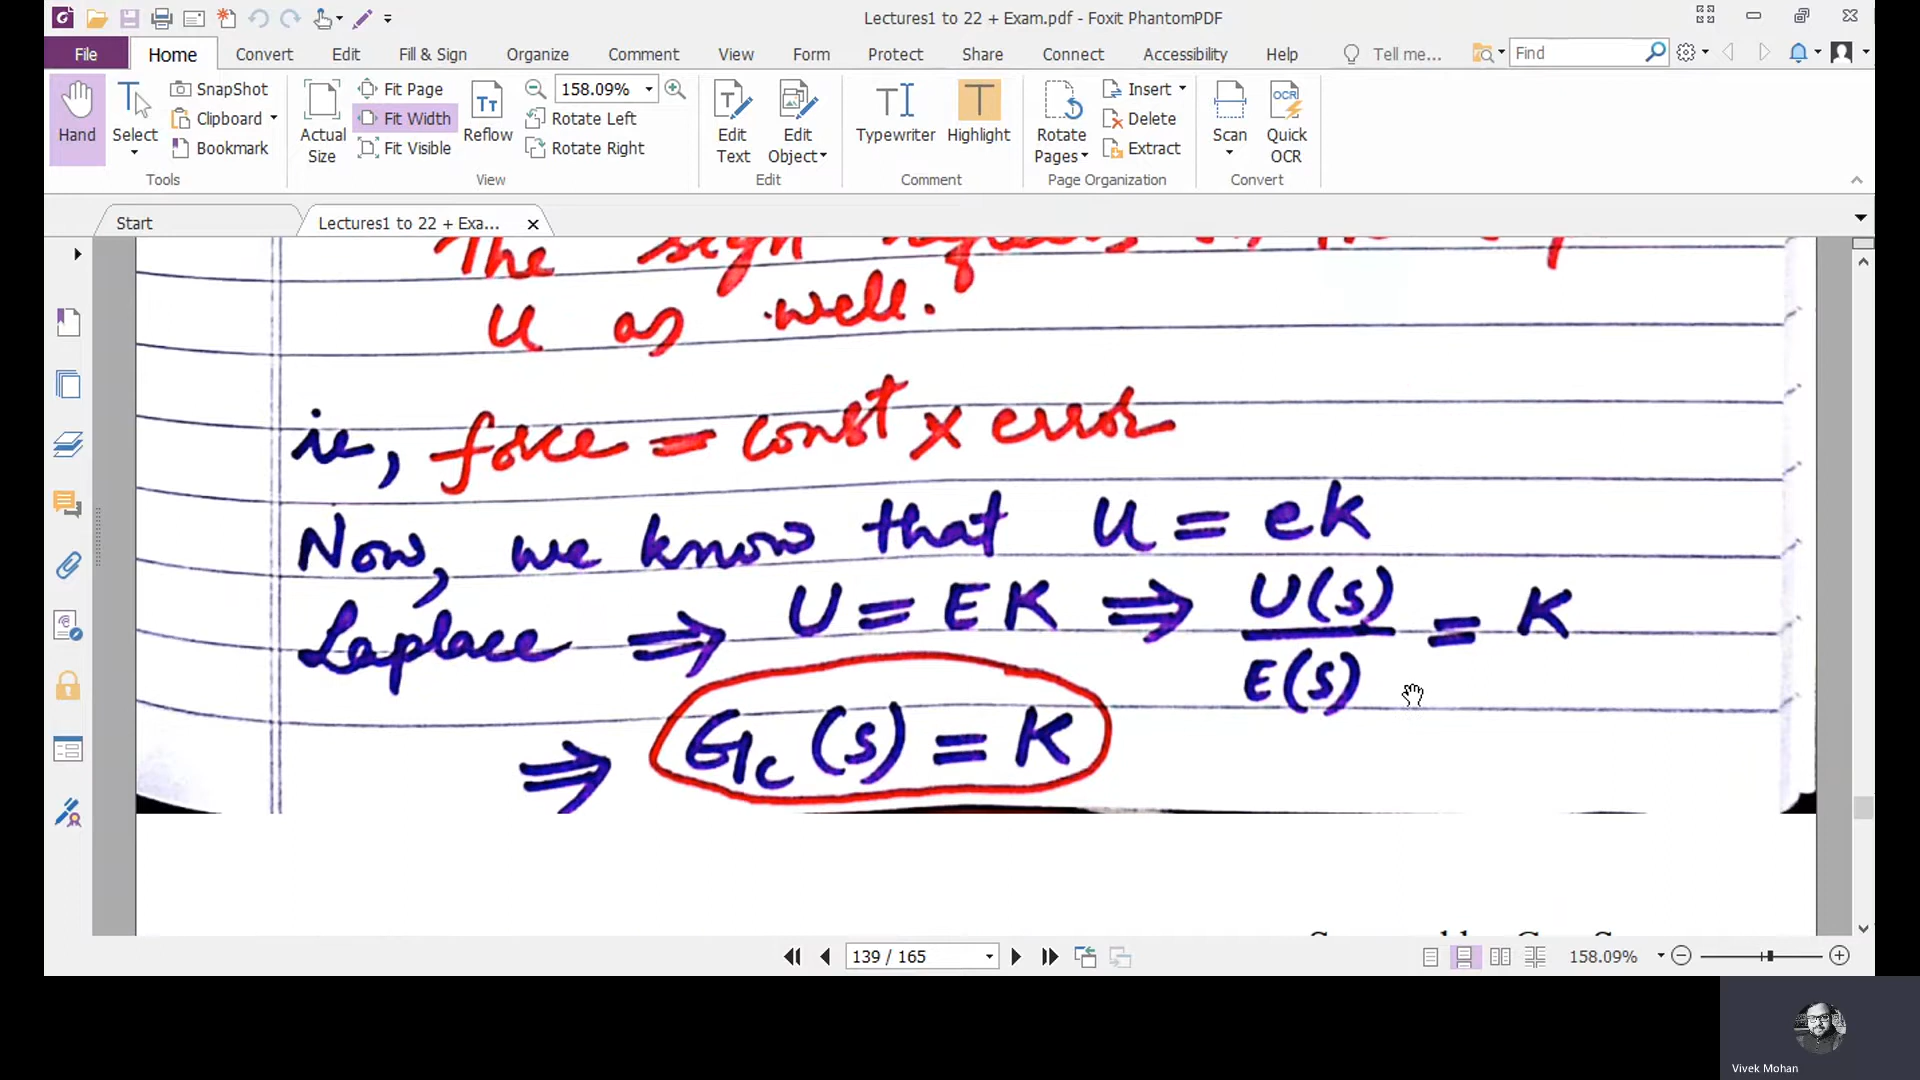 Lectures1 to 22 + Exam.pdf - Foxit PhantomPDF
File Home Convert Edit Fill & Sign Organize Comment View Form Protect Share Connect Accessibility Help Tell me... Find
Hand
Select
SnapShot
Clipboard
Bookmark
Tools
Actual Size
Fit Page
Fit Width
Fit Visible
Reflow
158.09%
Rotate Left
Rotate Right
View
Edit Text
Edit Object
Edit
Typewriter
Highlight
Comment
Rotate Pages
Insert
Delete
Extract
Page Organization
Scan
Quick OCR
Convert
Start
Lectures1 to 22 + Exa...
The sign
U as well.
ie, force = const x error
Now, we know that U = eK
Laplace ⇒ U = EK ⇒ U(s)/E(s) = K
⇒ Gc(s) = K
139 / 165
158.09%
Vivek Mohan